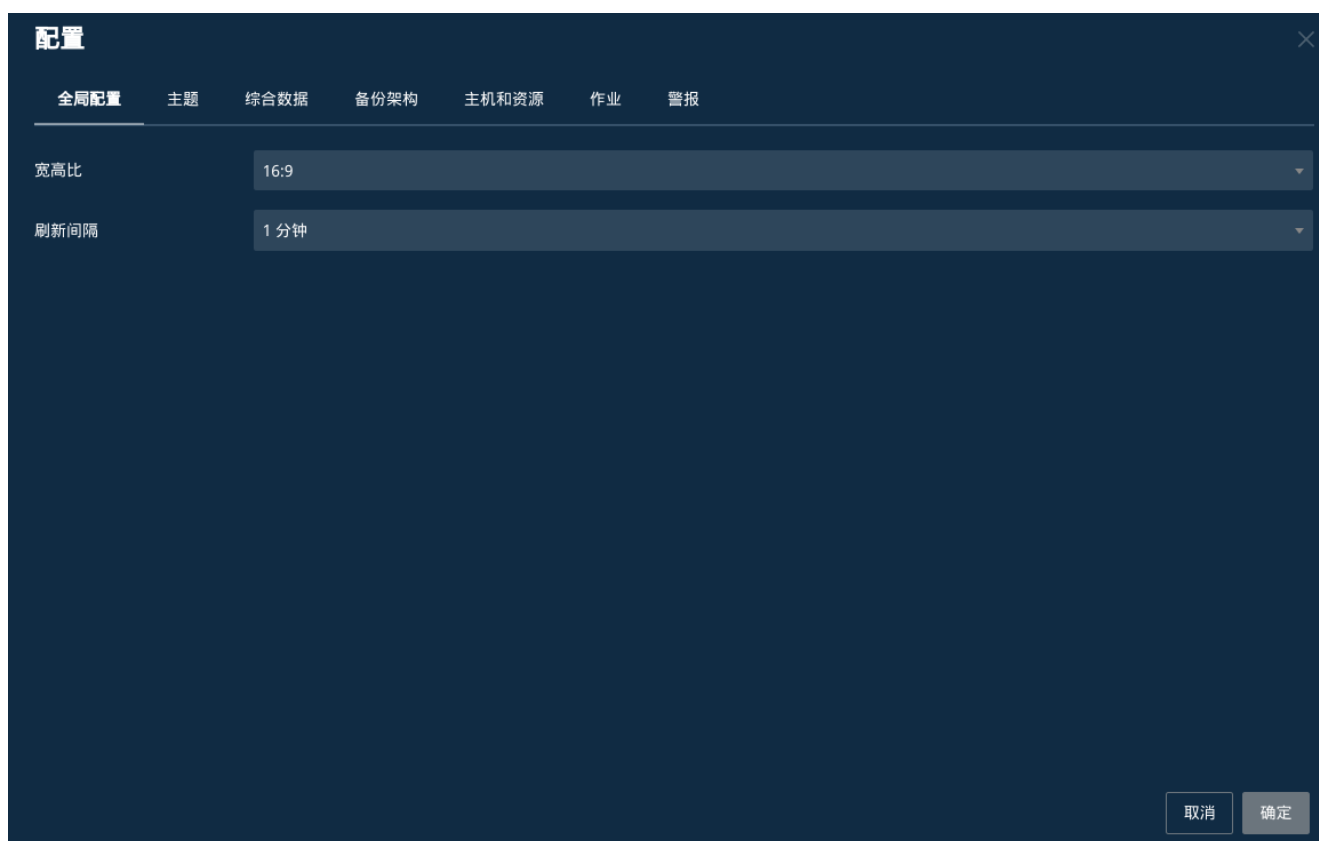 配置
全局配置 主题 综合数据 备份架构 主机和资源 作业 警报
宽高比 16:9
刷新间隔 1 分钟
取消 确定